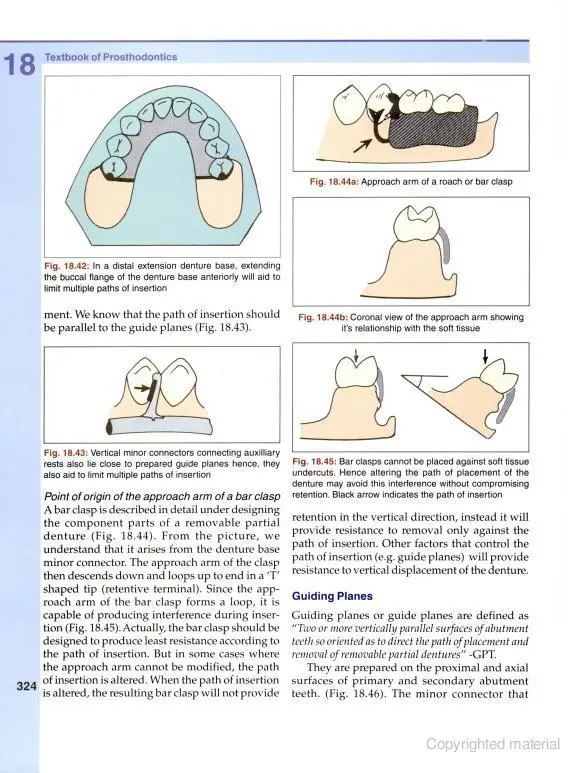 18
Textbook of Prosthodontics
Fig. 18.42: In a distal extension denture base, extending
the buccal flange of the denture base anteriorly will aid to
limit multiple paths of insertion
ment. We know that the path of insertion should
be parallel to the guide planes (Fig. 18.43).
Fig. 18.43: Vertical minor connectors connecting auxilliary
rests also lie close to prepared guide planes hence, they
also aid to limit multiple paths of insertion
Point of origin of the approach arm of a bar clasp
A bar clasp is described in detail under designing
the component parts of a removable partial
denture (Fig. 18.44). From the picture, we
understand that it arises from the denture base
minor connector. The approach arm of the clasp
then descends down and loops up to end in a 'T'
shaped tip (retentive terminal). Since the app-
roach arm of the bar clasp forms a loop, it is
capable of producing interference during inser-
tion (Fig. 18.45). Actually, the bar clasp should be
designed to produce least resistance according to
the path of insertion. But in some cases where
the approach arm cannot be modified, the path
of insertion is altered. When the path of insertion
is altered, the resulting bar clasp will not provide
324
Fig. 18.44a: Approach arm of a roach or bar clasp
Fig. 18.44b: Coronal view of the approach arm showing
it's relationship with the soft tissue
Fig. 18.45: Bar clasps cannot be placed against soft tissue
undercuts. Hence altering the path of placement of the
denture may avoid this interference without compromising
retention. Black arrow indicates the path of insertion
retention in the vertical direction, instead it will
provide resistance to removal only against the
path of insertion. Other factors that control the
path of insertion (e.g. guide planes) will provide
resistance to vertical displacement of the denture.
Guiding Planes
Guiding planes or guide planes are defined as
"Two or more vertically parallel surfaces of abutment
teeth so oriented as to direct the path of placement and
removal of removable partial dentures" -GPT.
They are prepared on the proximal and axial
surfaces of primary and secondary abutment
teeth. (Fig. 18.46). The minor connector that
Copyrighted material